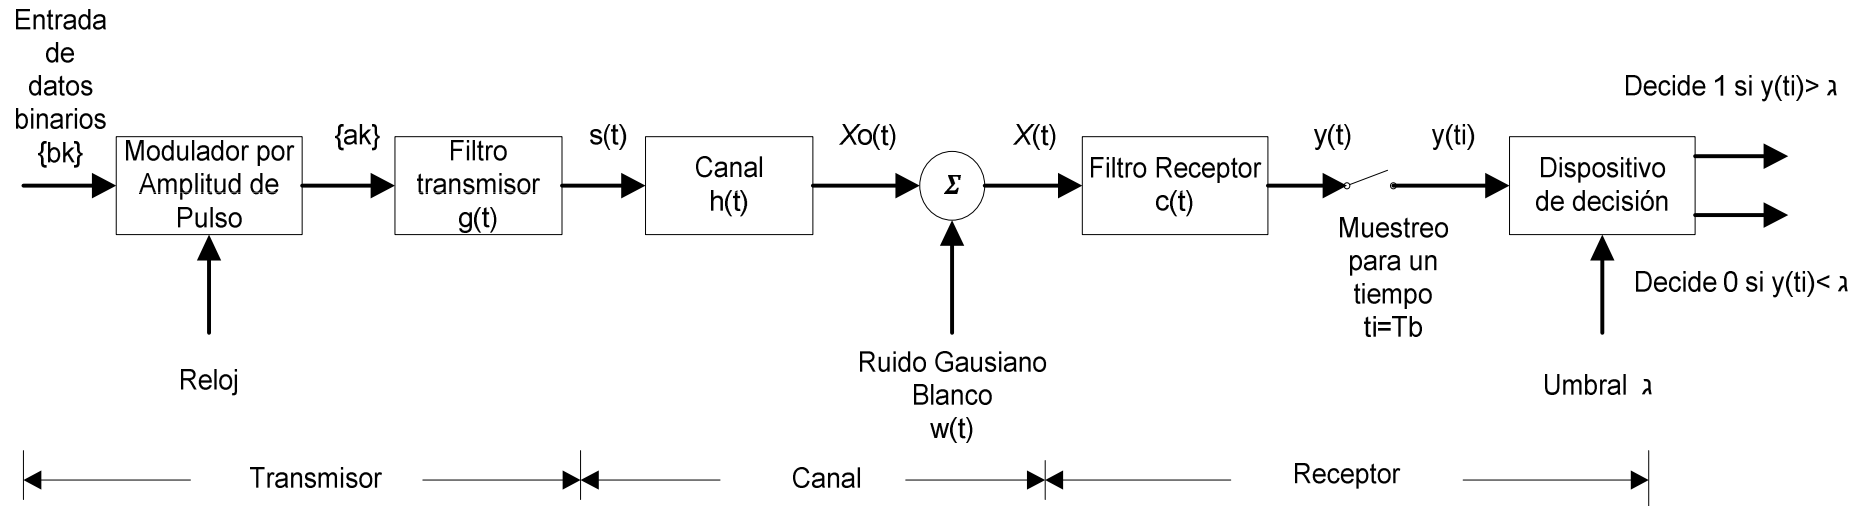 Entrada
de
datos
binarios
{bk}
Modulador por
Amplitud de
Pulso
Reloj
{ak}
Filtro
transmisor
g(t)
s(t)
Canal
h(t)
Xo(t)
Σ
Ruido Gausiano
Blanco
w(t)
X(t)
Filtro Receptor
c(t)
y(t)
Muestreo
para un
tiempo
ti=Tb
y(ti)
Dispositivo
de decisión
Umbral ג
Decide 1 si y(ti)> ג
Decide 0 si y(ti)< ג
Transmisor
Canal
Receptor